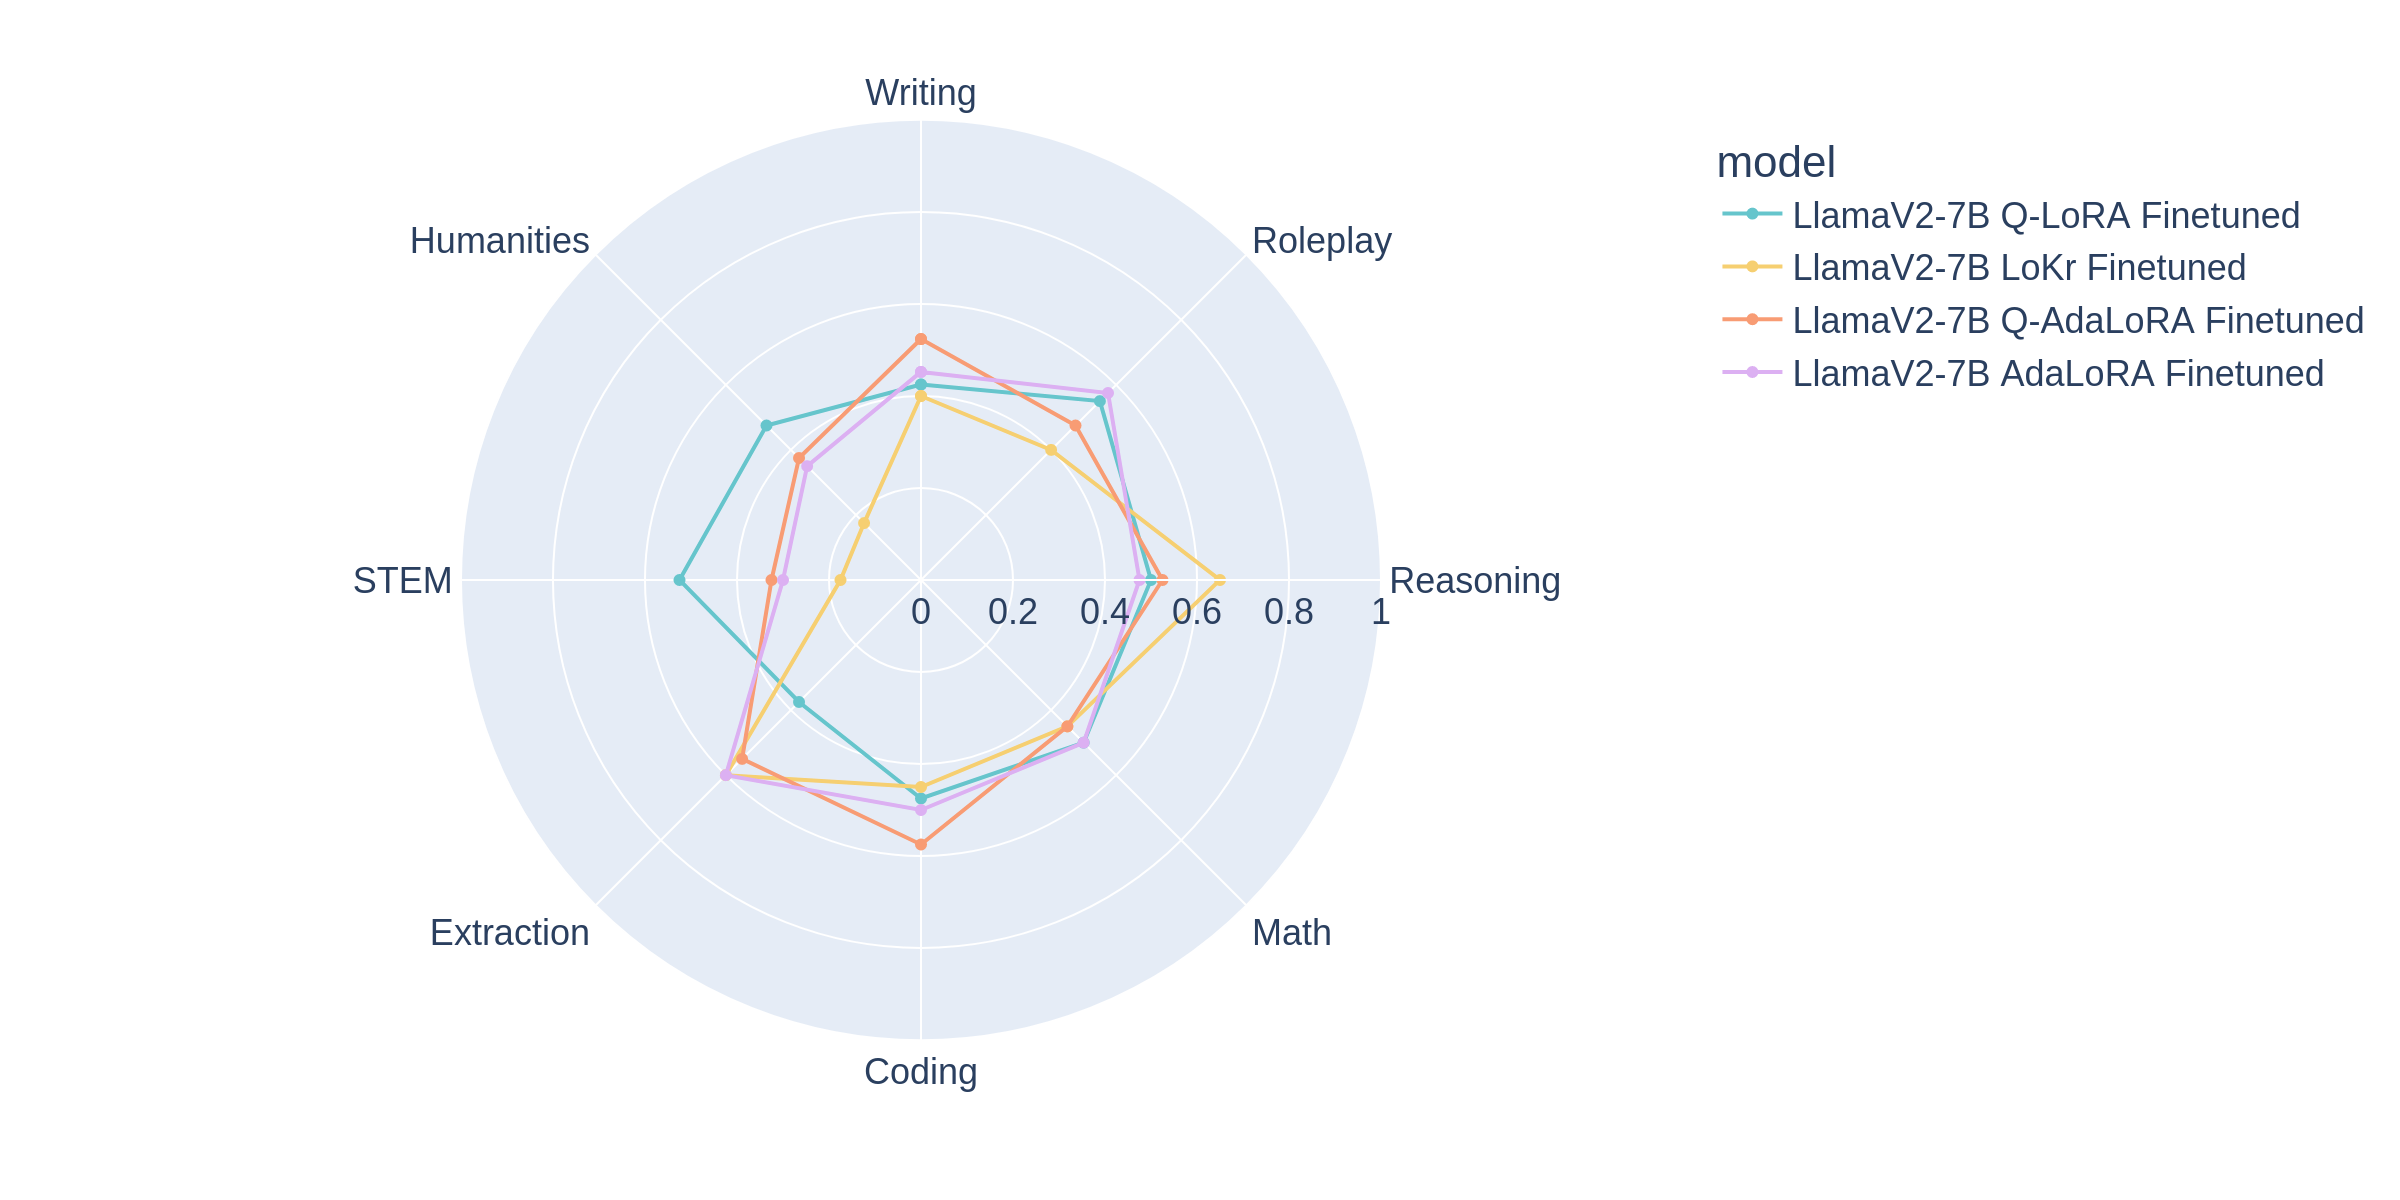 Writing
Humanities
Roleplay
STEM
Reasoning
0
0.2
0.4
0.6
0.8
1
Extraction
Math
Coding
model
LlamaV2-7B Q-LoRA Finetuned
LlamaV2-7B LoKr Finetuned
LlamaV2-7B Q-AdaLoRA Finetuned
LlamaV2-7B AdaLoRA Finetuned